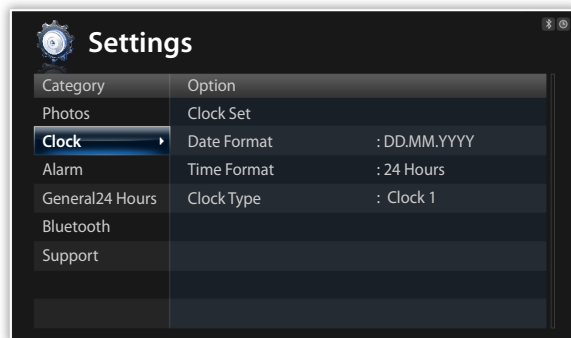 Settings
Category Option
Photos Clock Set
Clock Date Format : DD.MM.YYYY
Alarm Time Format : 24 Hours
General24 Hours Clock Type : Clock 1
Bluetooth
Support